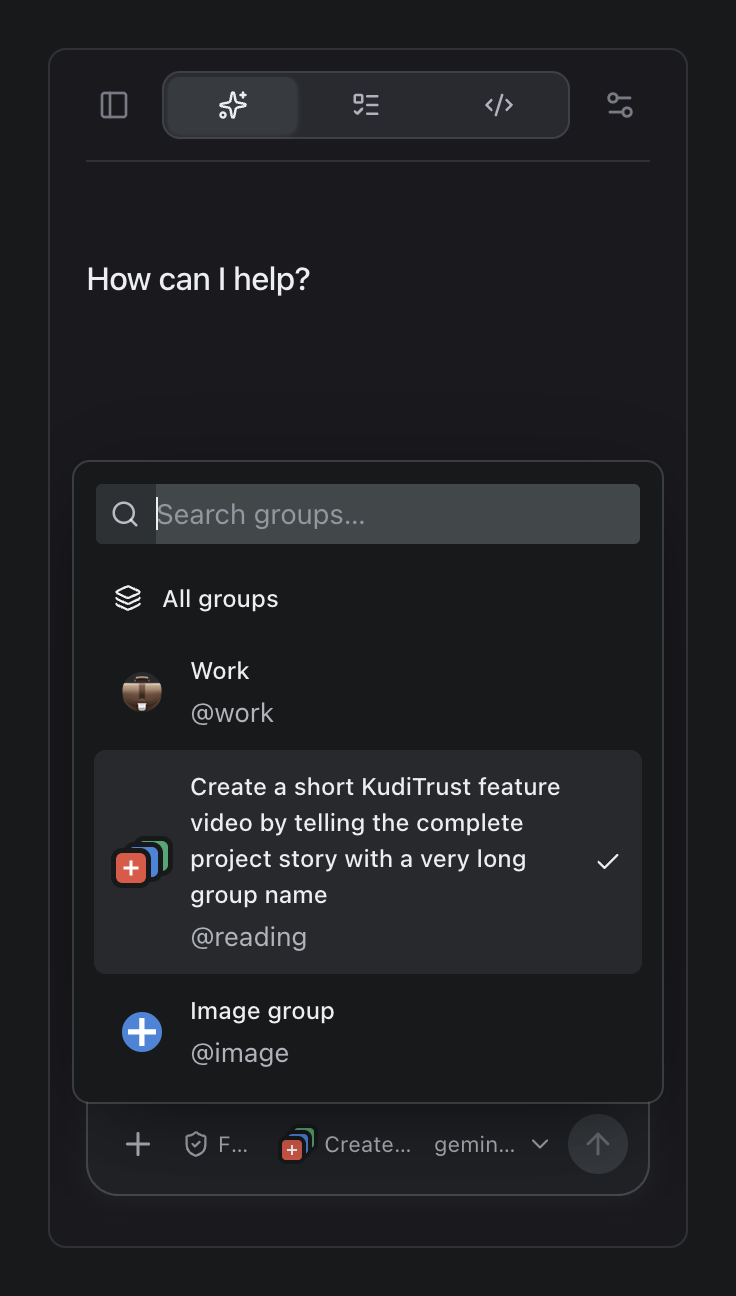 How can I help?
Search groups...
All groups
Work
@work
Create a short KudiTrust feature
video by telling the complete
project story with a very long
group name
@reading
Image group
@image
F... Create... gemin...